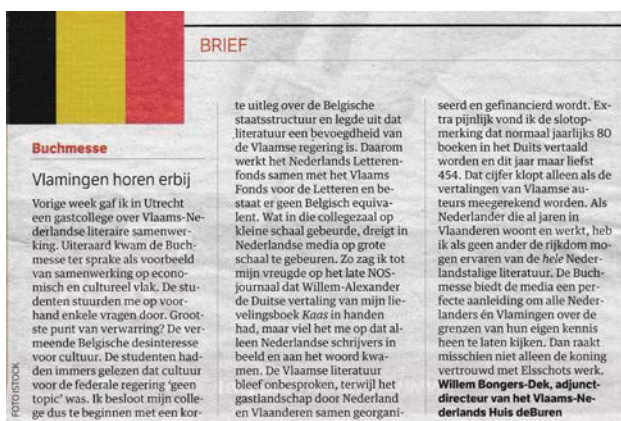 BRIEF
Buchmesse
Vlamingen horen erbij
Vorige week gaf ik in Utrecht
een gastcollege over Vlaams-Ne-
derlandse literaire samenwer-
king. Uiteraard kwam de Buch-
messe ter sprake als voorbeeld
van samenwerking op econo-
misch en cultureel vlak. De stu-
denten stuurden me op voor-
hand enkele vragen door. Groot-
ste punt van verwarring? De ver-
meende Belgische desinteresse
voor cultuur. De studenten had-
den immers gelezen dat cultuur
voor de federale regering ‘geen
topic’ was. Ik besloot mijn colle-
ge dus te beginnen met een kor-
te uitleg over de Belgische
staatsstructuur en legde uit dat
literatuur een bevoegdheid van
de Vlaamse regering is. Daarom
werkt het Nederlands Letteren-
fonds samen met het Vlaams
Fonds voor de Letteren en be-
staat er geen Belgisch equiva-
lent. Wat in die collegezaal op
kleine schaal gebeurde, dreigt in
Nederlandse media op grote
schaal te gebeuren. Zo zag ik tot
mijn vreugde op het late NOS-
journaal dat Willem-Alexander
de Duitse vertaling van mijn lie-
velingsboek Kaas in handen
had, maar viel het me op dat al-
leen Nederlandse schrijvers in
beeld en aan het woord kwa-
men. De Vlaamse literatuur
bleef onbesproken, terwijl het
gastlandschap door Nederland
en Vlaanderen samen georgani-
seerd en gefinancierd wordt. Ex-
tra pijnlijk vond ik de slotop-
merking dat normaal jaarlijks 80
boeken in het Duits vertaald
worden en dit jaar maar liefst
454. Dat cijfer klopt alleen als de
vertalingen van Vlaamse au-
teurs meegerekend worden. Als
Nederlander die al jaren in
Vlaanderen woont en werkt, heb
ik als geen ander de rijkdom mo-
gen ervaren van de hele Neder-
landstalige literatuur. De Buch-
messe biedt de media een per-
fecte aanleiding om alle Neder-
landers én Vlamingen over de
grenzen van hun eigen kennis
heen te laten kijken. Dan raakt
misschien niet alleen de koning
vertrouwd met Elsschots werk.
Willem Bongers-Dek, adjunct-
directeur van het Vlaams-Ne-
derlands Huis deBuren
FOTO ISTOCK